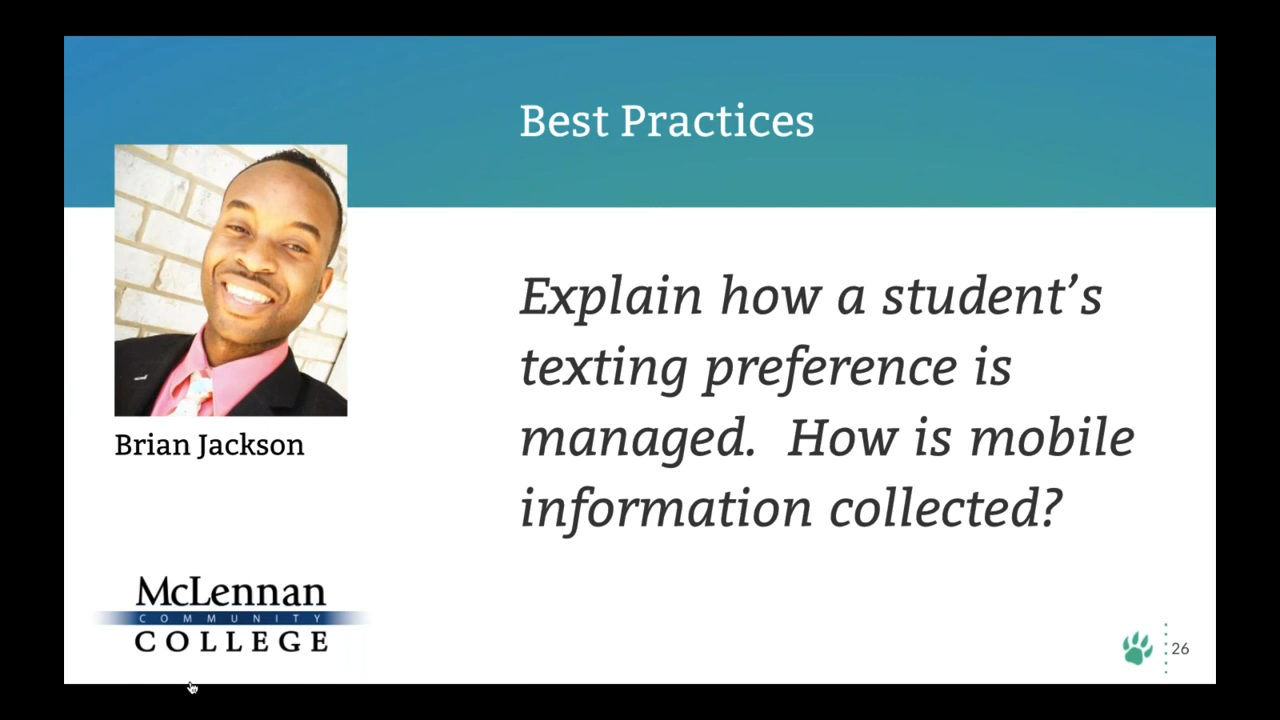 Best Practices
Explain how a student’s
texting preference is
managed.  How is mobile
information collected?
Brian Jackson
McLennan
COMMUNITY
COLLEGE
26